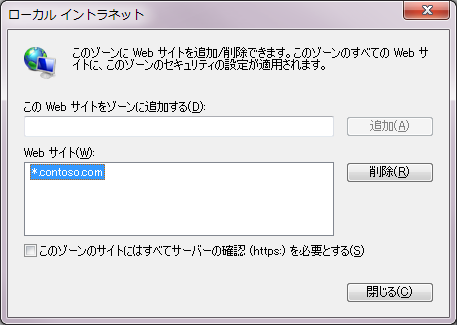 ローカル イントラネット
このゾーンに Web サイトを追加/削除できます。このゾーンのすべての Web サ
イトに、このゾーンのセキュリティの設定が適用されます。
この Web サイトをゾーンに追加する(D):
追加(A)
Web サイト(W):
*.contoso.com
削除(R)
このゾーンのサイトにはすべてサーバーの確認 (https:) を必要とする(S)
閉じる(C)